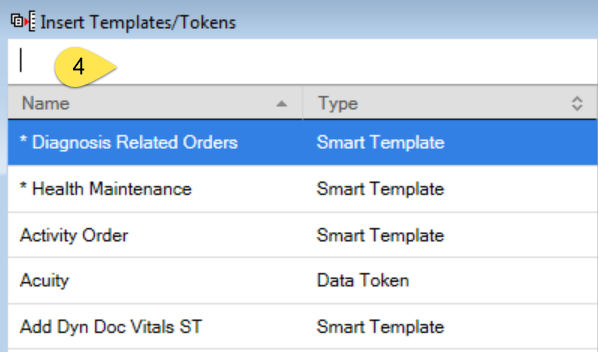 Insert Templates/Tokens
4
Name Type
* Diagnosis Related Orders Smart Template
* Health Maintenance Smart Template
Activity Order Smart Template
Acuity Data Token
Add Dyn Doc Vitals ST Smart Template